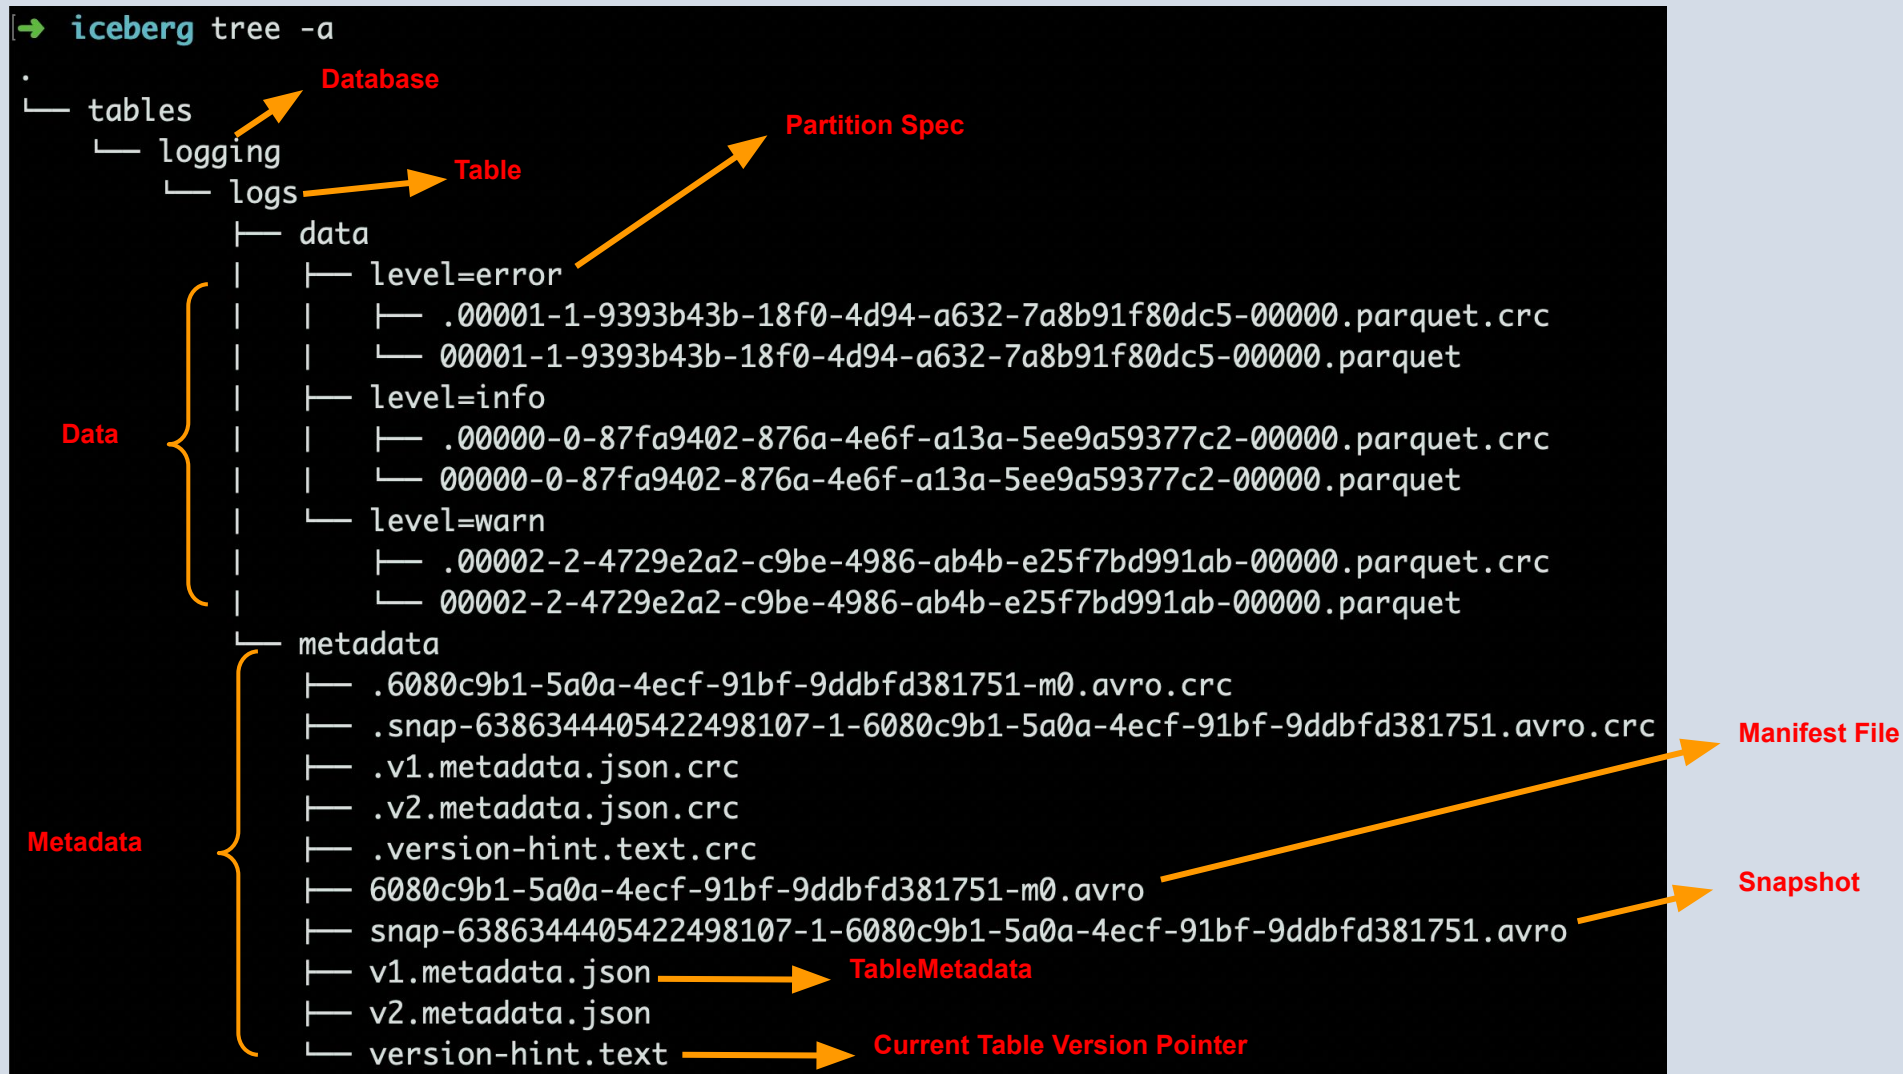 ➜ iceberg tree -a
.
Database
└── tables
Partition Spec
└── logging
Table
└── logs
├── data
│ ├── level=error
│ │ ├── .00001-1-9393b43b-18f0-4d94-a632-7a8b91f80dc5-00000.parquet.crc
│ │ └── 00001-1-9393b43b-18f0-4d94-a632-7a8b91f80dc5-00000.parquet
│ ├── level=info
Data
│ │ ├── .00000-0-87fa9402-876a-4e6f-a13a-5ee9a59377c2-00000.parquet.crc
│ │ └── 00000-0-87fa9402-876a-4e6f-a13a-5ee9a59377c2-00000.parquet
│ └── level=warn
│ ├── .00002-2-4729e2a2-c9be-4986-ab4b-e25f7bd991ab-00000.parquet.crc
│ └── 00002-2-4729e2a2-c9be-4986-ab4b-e25f7bd991ab-00000.parquet
└── metadata
├── .6080c9b1-5a0a-4ecf-91bf-9ddbfd381751-m0.avro.crc
├── .snap-6386344405422498107-1-6080c9b1-5a0a-4ecf-91bf-9ddbfd381751.avro.crc
Manifest File
├── .v1.metadata.json.crc
├── .v2.metadata.json.crc
Metadata
├── .version-hint.text.crc
├── 6080c9b1-5a0a-4ecf-91bf-9ddbfd381751-m0.avro
Snapshot
├── snap-6386344405422498107-1-6080c9b1-5a0a-4ecf-91bf-9ddbfd381751.avro
├── v1.metadata.json
TableMetadata
├── v2.metadata.json
└── version-hint.text
Current Table Version Pointer